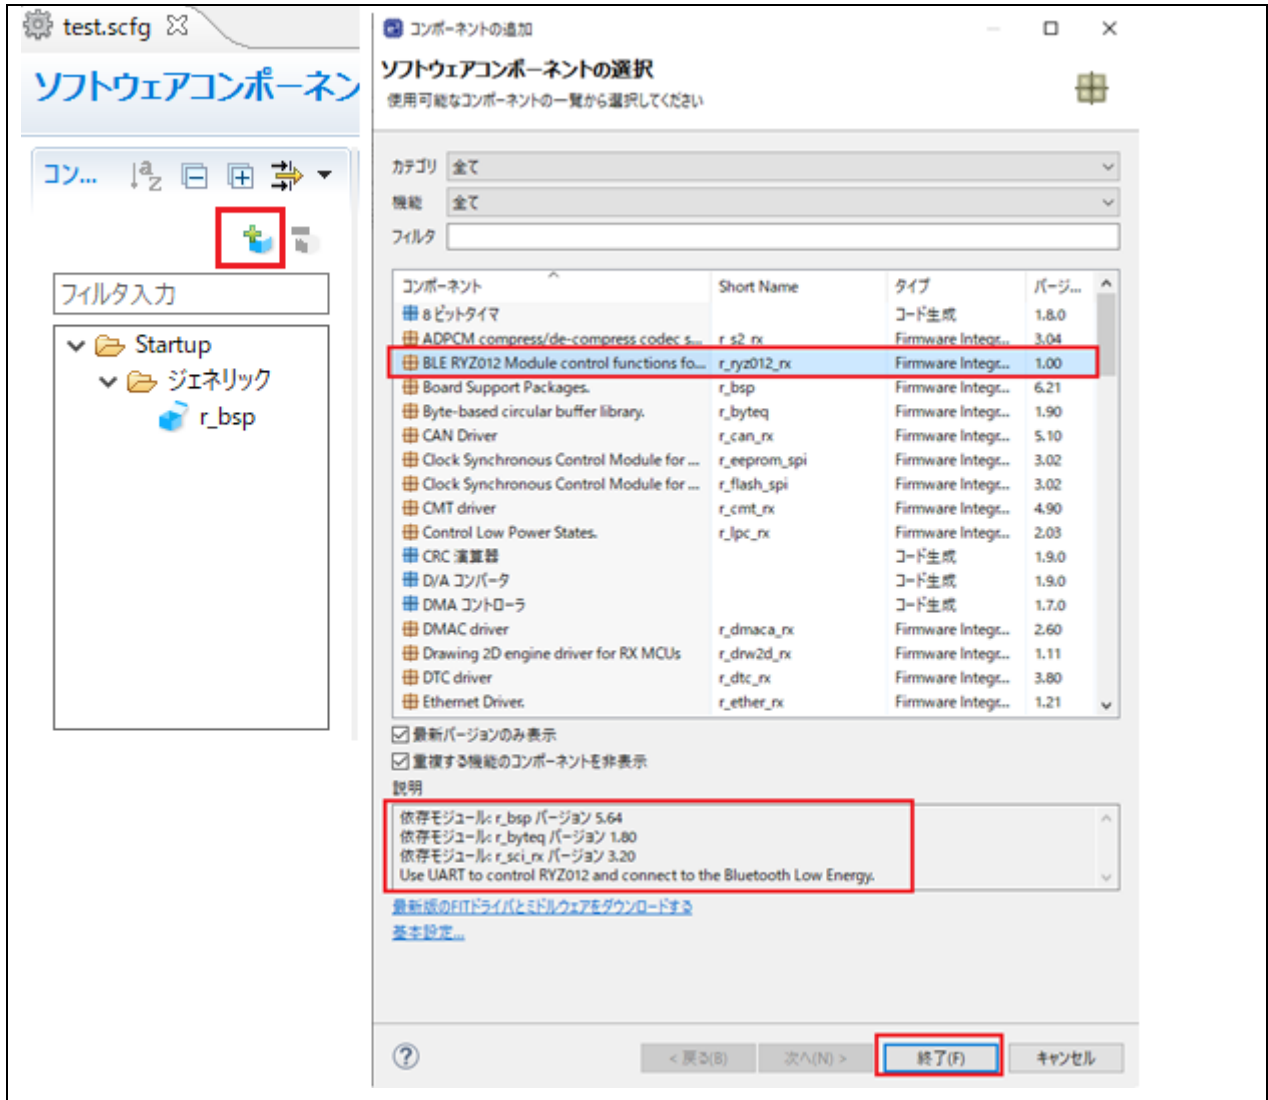 test.scfg
ソフトウェアコンポーネン
コン...
フィルタ入力
Startup
ジェネリック
r_bsp
コンポーネントの追加
ソフトウェアコンポーネントの選択
使用可能なコンポーネントの一覧から選択してください
カテゴリ 全て
機能 全て
フィルタ
コンポーネント Short Name タイプ バージ...
8 ビットタイマ コード生成 1.8.0
ADPCM compress/de-compress codec s... r_s2_rx Firmware Integr... 3.04
BLE RYZ012 Module control functions fo... r_ryz012_rx Firmware Integr... 1.00
Board Support Packages. r_bsp Firmware Integr... 6.21
Byte-based circular buffer library. r_byteq Firmware Integr... 1.90
CAN Driver r_can_rx Firmware Integr... 5.10
Clock Synchronous Control Module for ... r_eeprom_spi Firmware Integr... 3.02
Clock Synchronous Control Module for ... r_flash_spi Firmware Integr... 3.02
CMT driver r_cmt_rx Firmware Integr... 4.90
Control Low Power States. r_lpc_rx Firmware Integr... 2.03
CRC 演算器 コード生成 1.9.0
D/A コンバータ コード生成 1.9.0
DMA コントローラ コード生成 1.7.0
DMAC driver r_dmaca_rx Firmware Integr... 2.60
Drawing 2D engine driver for RX MCUs r_drw2d_rx Firmware Integr... 1.11
DTC driver r_dtc_rx Firmware Integr... 3.80
Ethernet Driver. r_ether_rx Firmware Integr... 1.21
最新バージョンのみ表示
重複する機能のコンポーネントを非表示
説明
依存モジュール: r_bsp バージョン 5.64
依存モジュール: r_byteq バージョン 1.80
依存モジュール: r_sci_rx バージョン 3.20
Use UART to control RYZ012 and connect to the Bluetooth Low Energy.
最新版のFITドライバとミドルウェアをダウンロードする
基本設定...
< 戻る(B) 次へ(N) > 終了(F) キャンセル